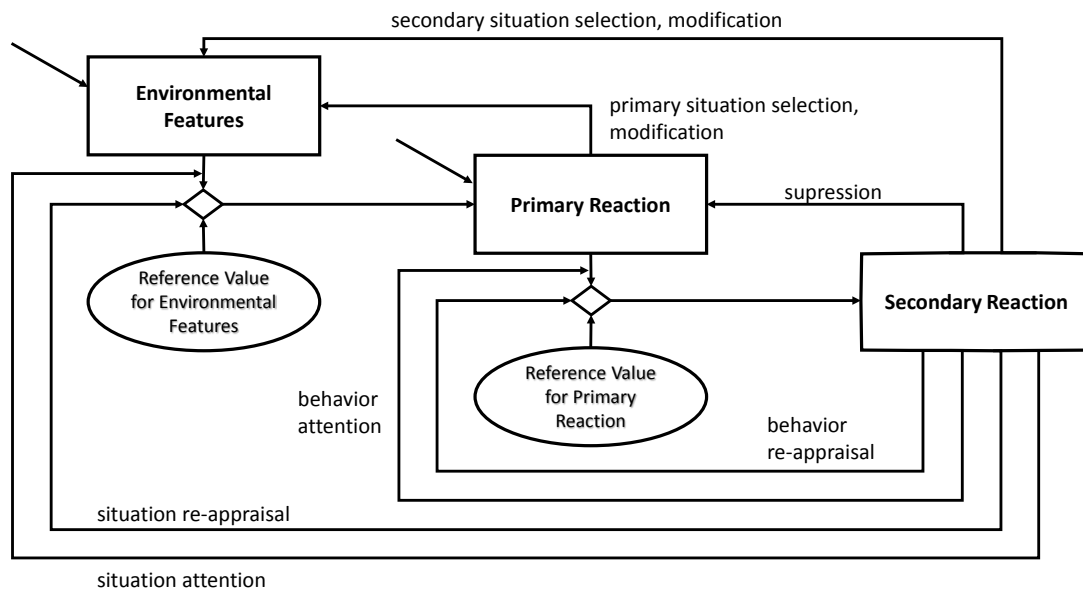 secondary situation selection, modification
Environmental
Features
primary situation selection,
modification
Primary Reaction
supression
Reference Value
for Environmental
Features
Secondary Reaction
Reference Value
for Primary
Reaction
behavior
attention
behavior
re-appraisal
situation re-appraisal
situation attention